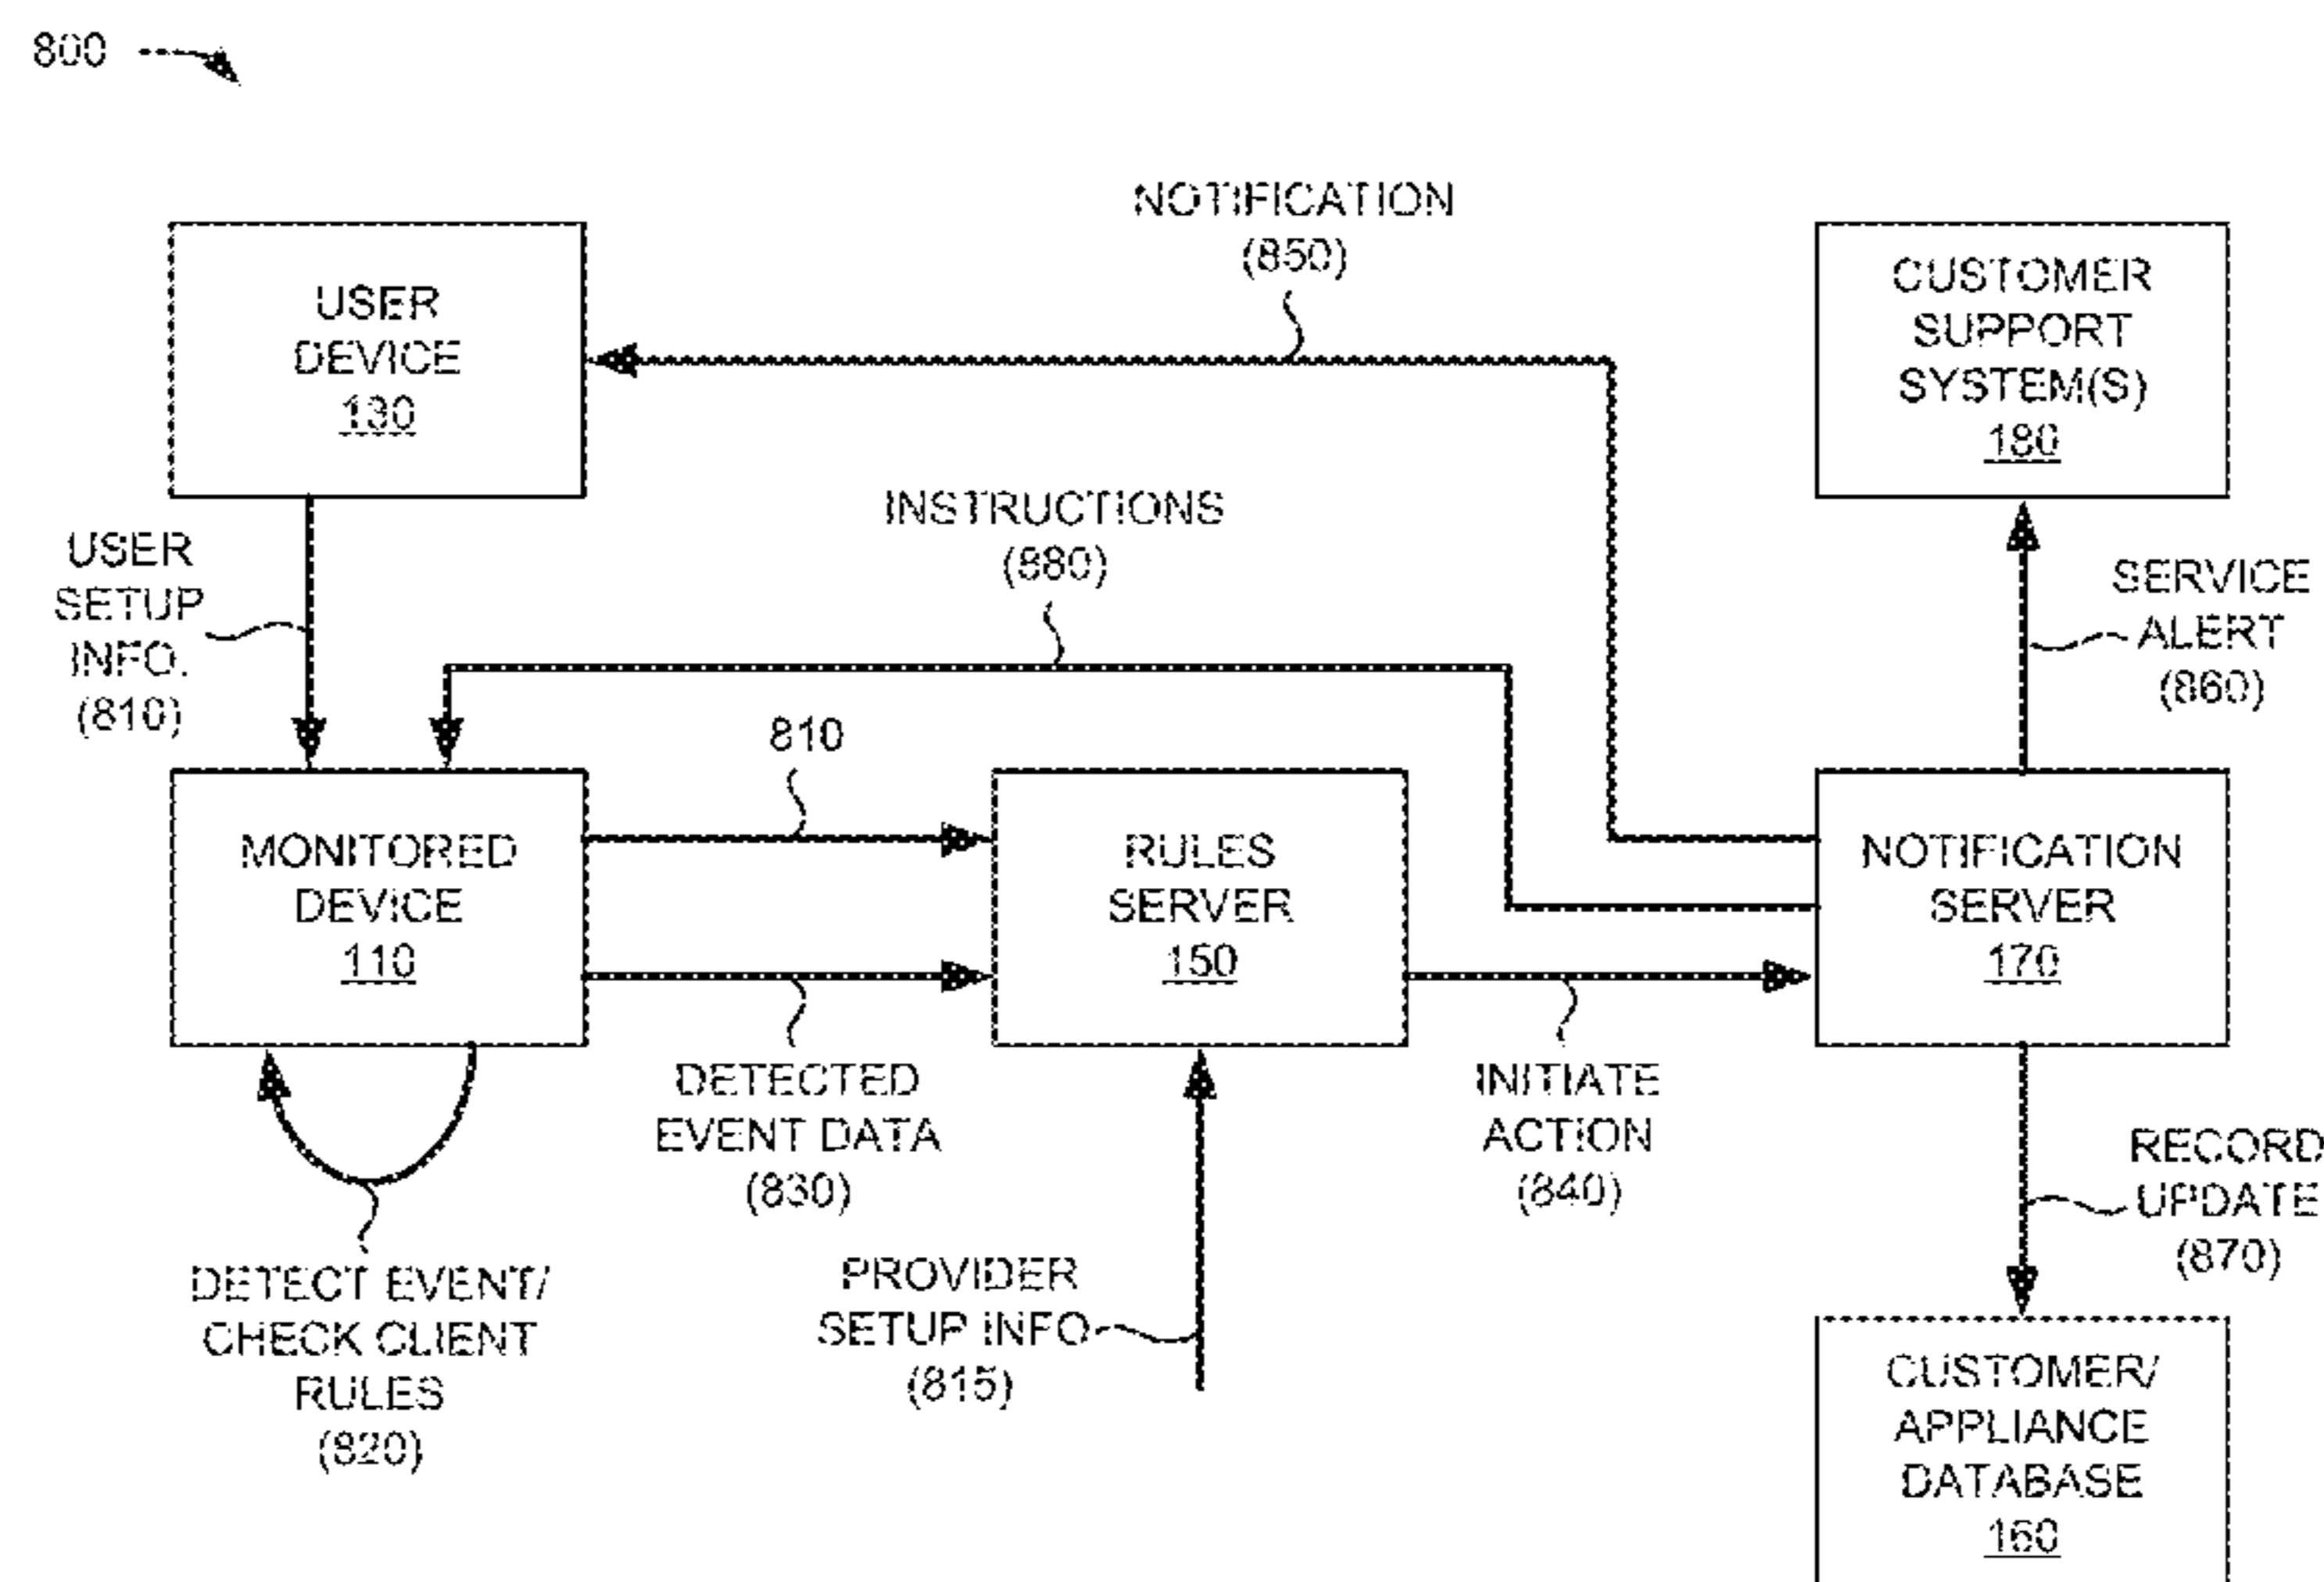 800
NOTIFICATION
(850)
USER
DEVICE
130
CUSTOMER
SUPPORT
SYSTEM(S)
180
INSTRUCTIONS
(880)
USER
SETUP
INFO.
(810)
SERVICE
ALERT
(860)
810
MONITORED
DEVICE
110
RULES
SERVER
150
NOTIFICATION
SERVER
170
DETECTED
EVENT DATA
(830)
INITIATE
ACTION
(840)
RECORD
UPDATE
(870)
DETECT EVENT/
CHECK CLIENT
RULES
(820)
PROVIDER
SETUP INFO
(815)
CUSTOMER/
APPLIANCE
DATABASE
160